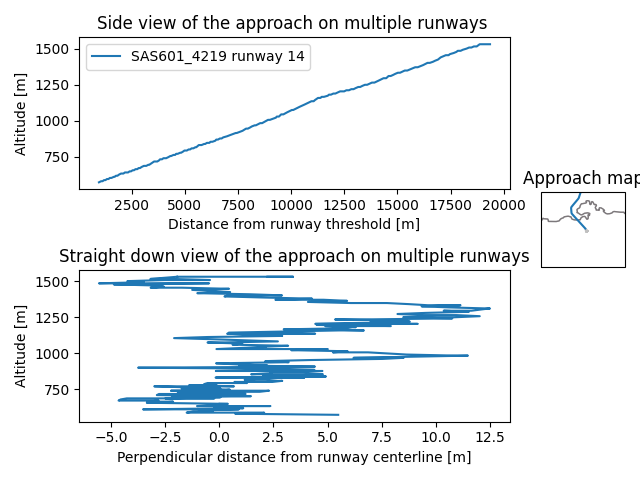 Side view of the approach on multiple runways
1500
1250
1000
750
Altitude [m]
SAS601_4219 runway 14
2500 5000 7500 10000 12500 15000 17500 20000
Distance from runway threshold [m]
Approach map
Straight down view of the approach on multiple runways
1500
1250
1000
750
Altitude [m]
−5.0 −2.5 0.0 2.5 5.0 7.5 10.0 12.5
Perpendicular distance from runway centerline [m]